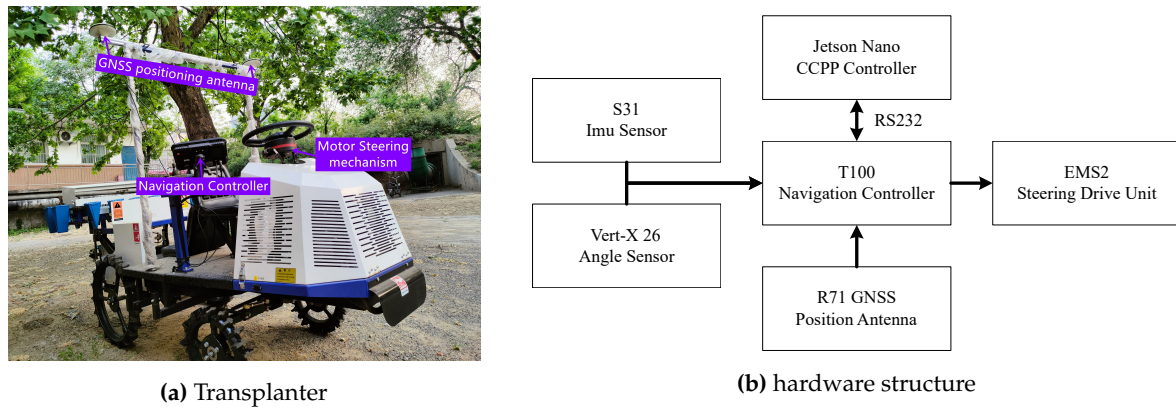 GNSS positioning antenna
Motor Steering
mechanism
Navigation Controller
(a) Transplanter
Jetson Nano
CCPP Controller
S31
Imu Sensor
RS232
T100
Navigation Controller
EMS2
Steering Drive Unit
Vert-X 26
Angle Sensor
R71 GNSS
Position Antenna
(b) hardware structure